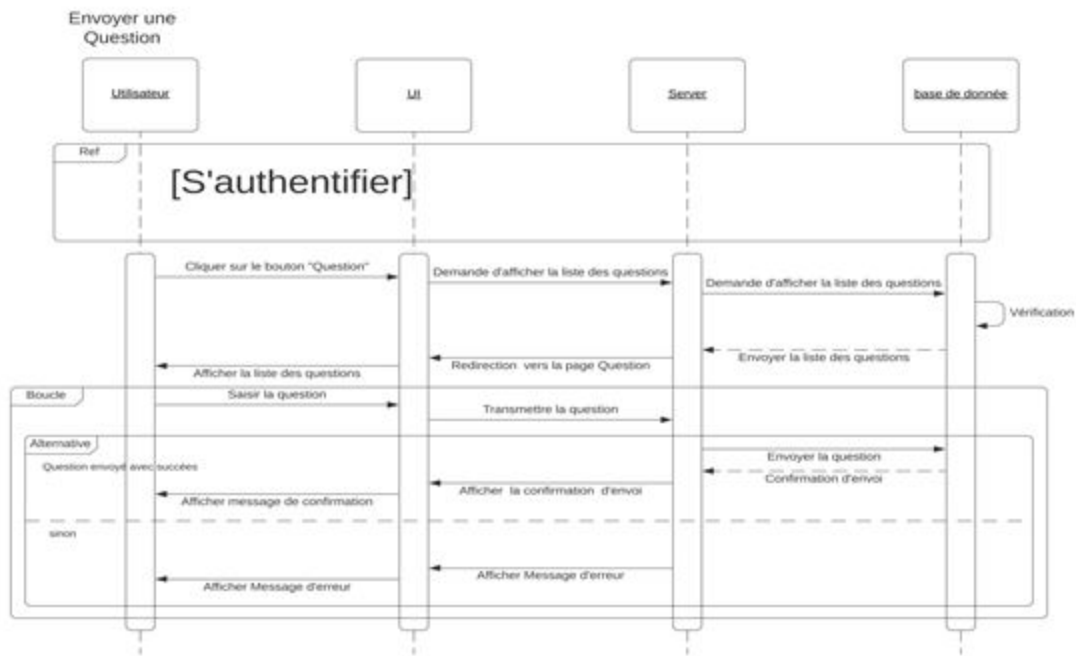 Envoyer une
Question
Utilisateur
UI
Server
base de donnée
Ref
[S'authentifier]
Cliquer sur le bouton "Question"
Demande d'afficher la liste des questions
Demande d'afficher la liste des questions
Vérification
Envoyer la liste des questions
Redirection vers la page Question
Afficher la liste des questions
Boucle
Saisir la question
Transmettre la question
Alternative
Envoyer la question
Question envoyé avec succées
Confirmation d'envoi
Afficher la confirmation d'envoi
Afficher message de confirmation
sinon
Afficher Message d'erreur
Afficher Message d'erreur